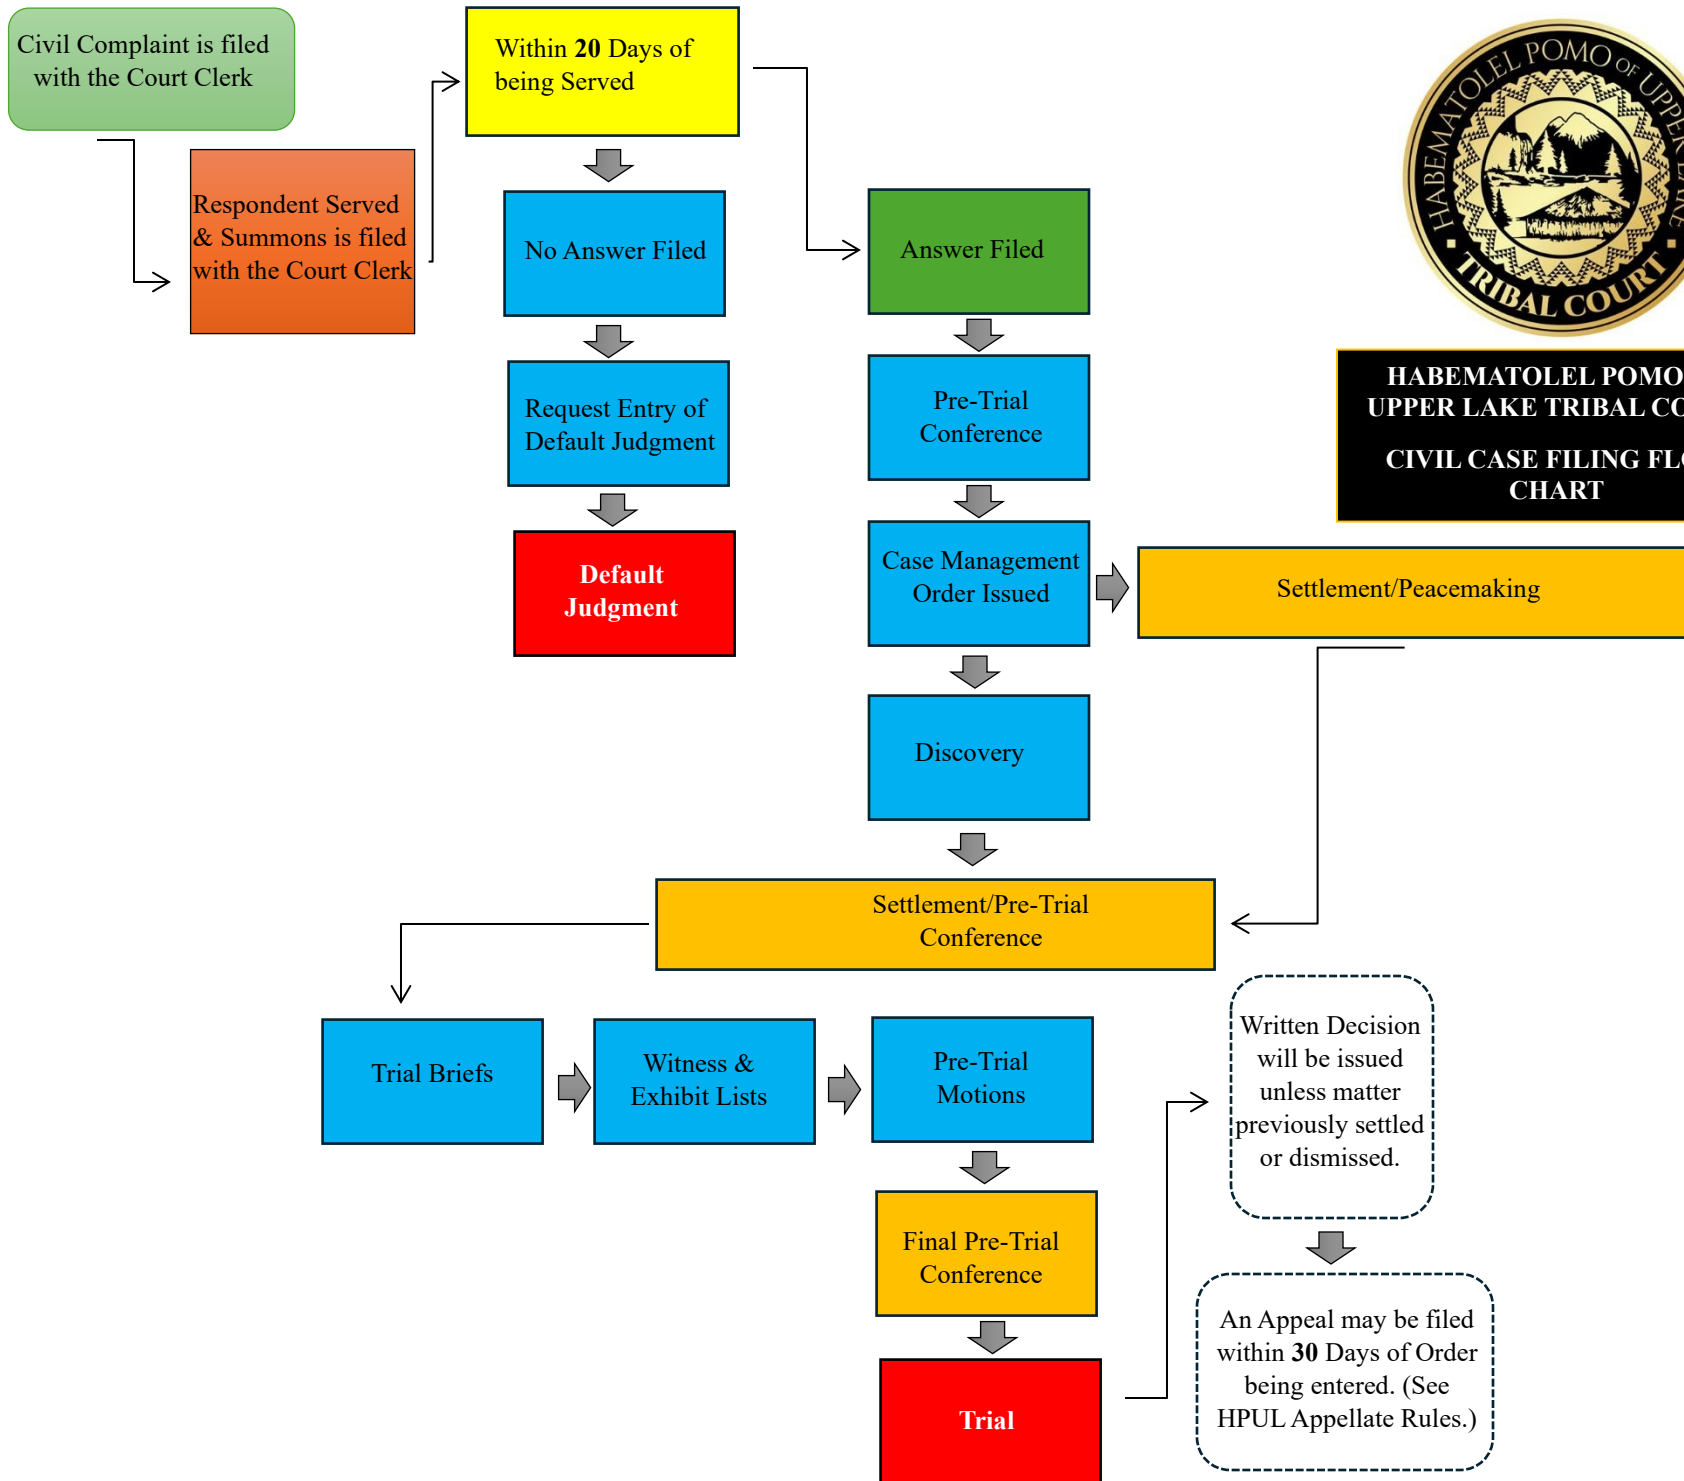 Civil Complaint is filed
with the Court Clerk
Respondent Served
& Summons is filed
with the Court Clerk
Within 20 Days of
being Served
No Answer Filed
Request Entry of
Default Judgment
Default
Judgment
Answer Filed
Pre-Trial
Conference
Case Management
Order Issued
Settlement/Peacemaking
Discovery
Settlement/Pre-Trial
Conference
Trial Briefs
Witness &
Exhibit Lists
Pre-Trial
Motions
Final Pre-Trial
Conference
Trial
Written Decision
will be issued
unless matter
previously settled
or dismissed.
An Appeal may be filed
within 30 Days of Order
being entered. (See
HPUL Appellate Rules.)
HABEMATOLEL POMO OF UPPER LAKE
TRIBAL COURT
HABEMATOLEL POMO
UPPER LAKE TRIBAL CO
CIVIL CASE FILING FL
CHART